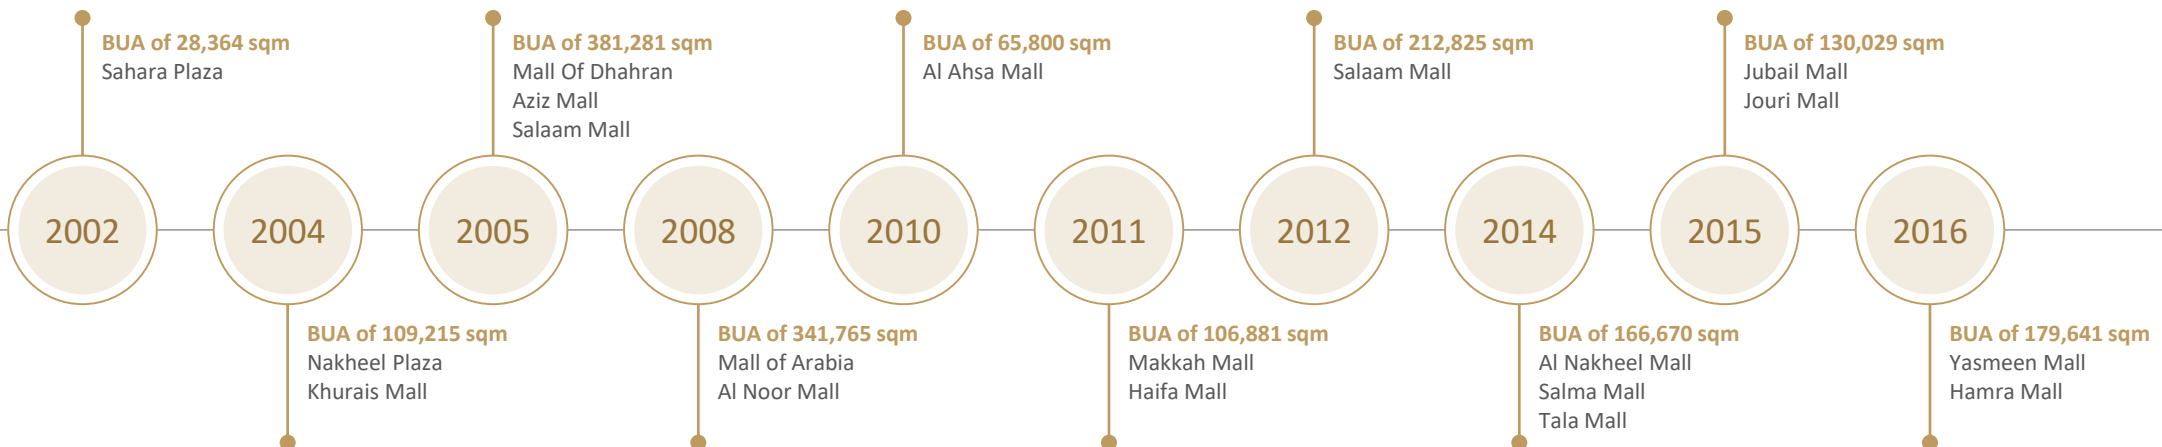 BUA of 28,364 sqm
Sahara Plaza
BUA of 381,281 sqm
Mall Of Dhahran
Aziz Mall
Salaam Mall
BUA of 65,800 sqm
Al Ahsa Mall
BUA of 212,825 sqm
Salaam Mall
BUA of 130,029 sqm
Jubail Mall
Jouri Mall
2002
2004
2005
2008
2010
2011
2012
2014
2015
2016
BUA of 109,215 sqm
Nakheel Plaza
Khurais Mall
BUA of 341,765 sqm
Mall of Arabia
Al Noor Mall
BUA of 106,881 sqm
Makkah Mall
Haifa Mall
BUA of 166,670 sqm
Al Nakheel Mall
Salma Mall
Tala Mall
BUA of 179,641 sqm
Yasmeen Mall
Hamra Mall